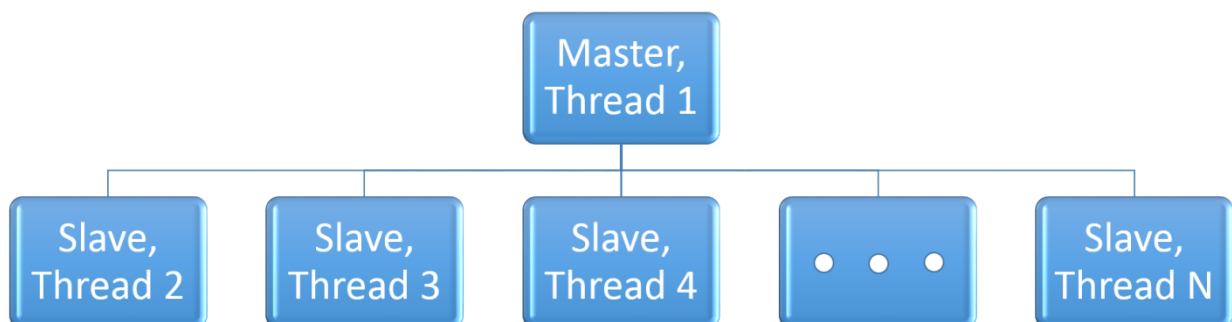 Master,
Thread 1
Slave,
Thread 2
Slave,
Thread 3
Slave,
Thread 4
Slave,
Thread N